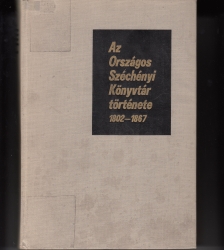 Az
Országos
Széchényi
Könyvtár
története
1802–1867